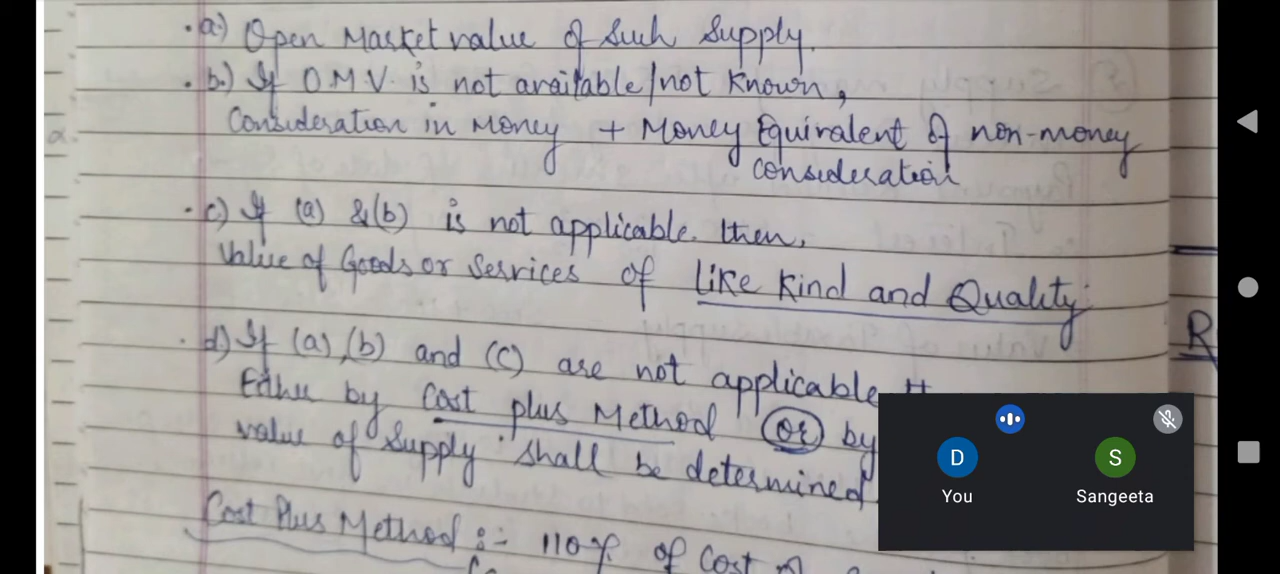 a) Open Market value of Such Supply.
b.) If O.M.V. is not available/not Known,
Consideration in Money + Money Equivalent of non-money
consideration
c) If (a) &(b) is not applicable. then,
Value of Goods or Services of like kind and Quality.
R
d) If (a), (b) and (c) are not applicable
Either by Cost plus Method (or) by
value of Supply shall be determined
Cost Plus Method :- 110% of Cost
D
S
You
Sangeeta